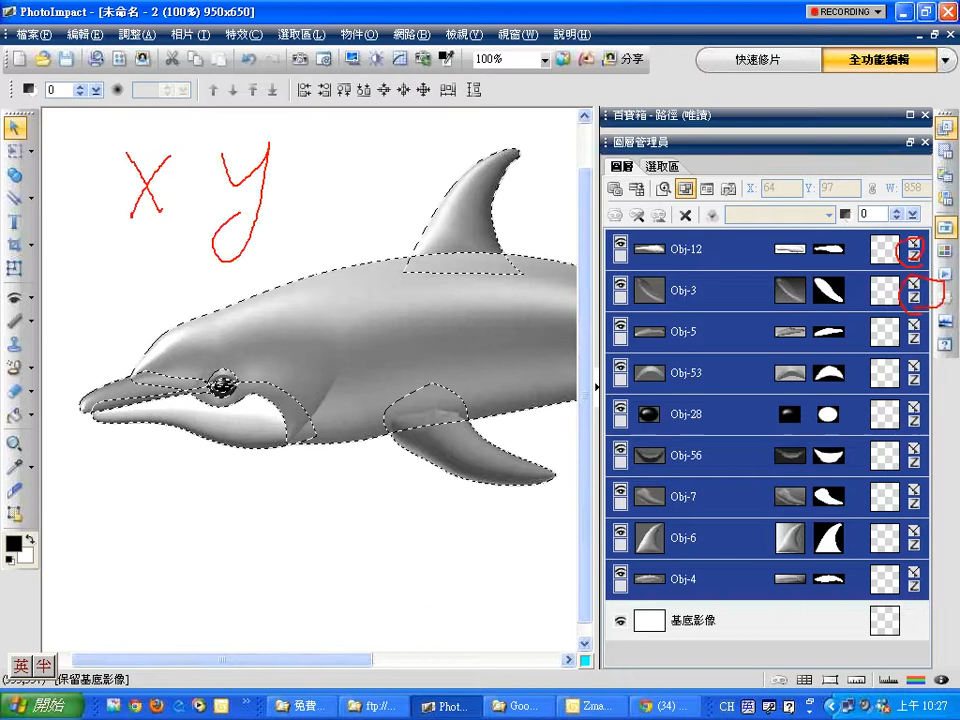 PhotoImpact - [未命名 - 2 (100%) 950x650]
RECORDING
檔案(F) 編輯(E) 調整(A) 相片 (I) 特效(C) 選取區(L) 物件(O) 網路(B) 檢視(V) 視窗(W) 說明(H)
100%
分享
快速修片
全功能編輯
0
百寶箱 - 路徑 (唯讀)
圖層管理員
圖層 選取區
X: 64 Y: 97 W: 858
0
x y
Obj-12
Obj-3
Obj-5
Obj-53
Obj-28
Obj-56
Obj-7
Obj-6
Obj-4
基底影像
英 半
[保留基底影像]
開始
免費...
ftp://...
Phot...
Goo...
Zma...
(34) ...
CH
英
上午 10:27